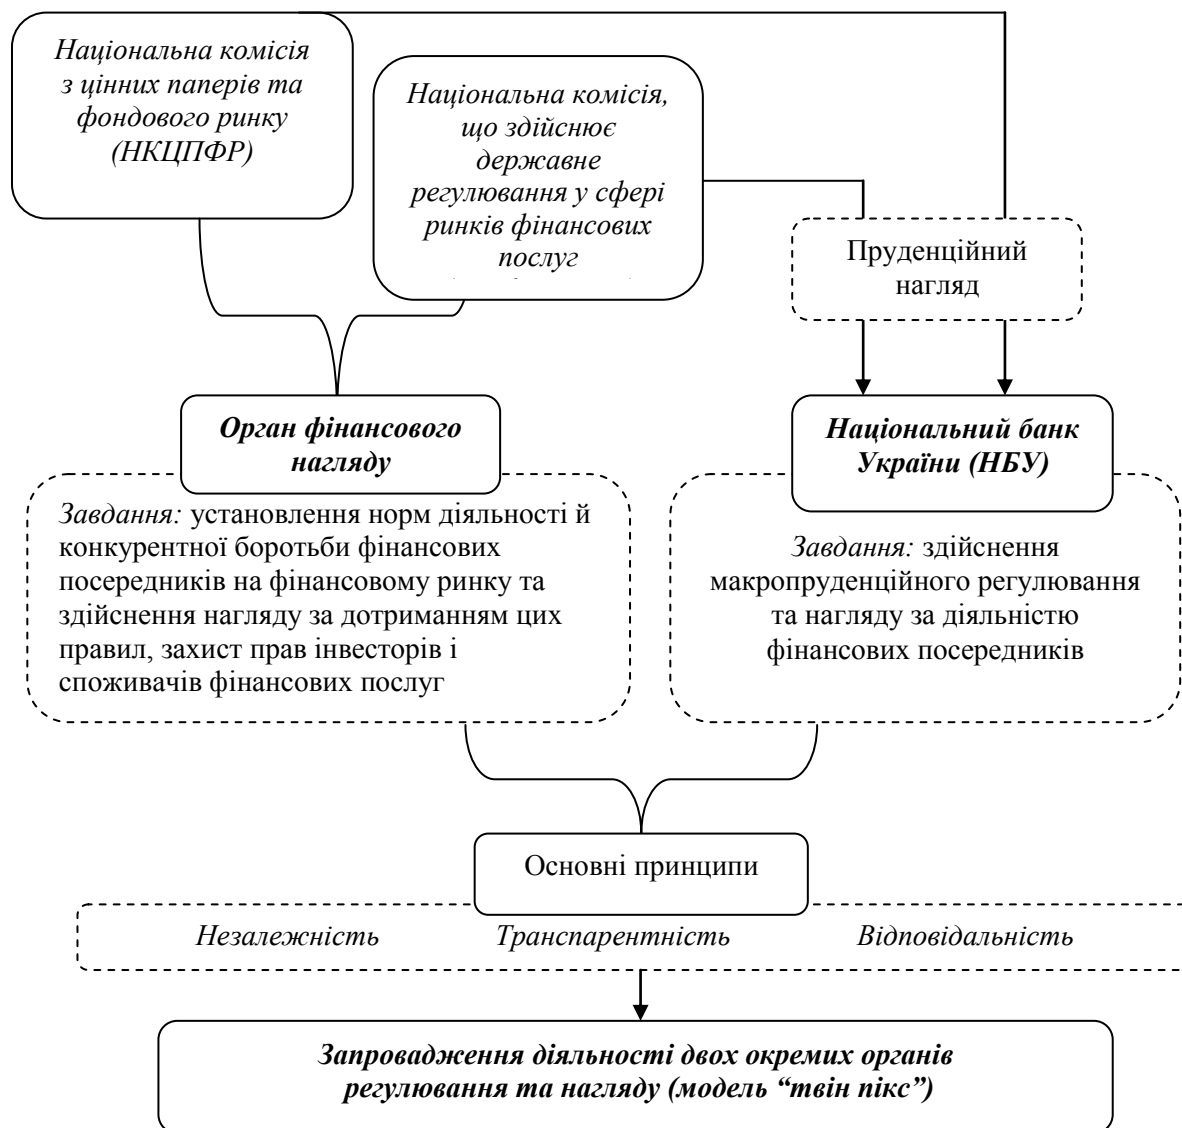 Національна комісія
з цінних паперів та
фондового ринку
(НКЦПФР)
Національна комісія,
що здійснює
державне
регулювання у сфері
ринків фінансових
послуг
Пруденційний
нагляд
Орган фінансового
нагляду
Національний банк
України (НБУ)
Завдання: установлення норм діяльності й
конкурентної боротьби фінансових
посередників на фінансовому ринку та
здійснення нагляду за дотриманням цих
правил, захист прав інвесторів і
споживачів фінансових послуг
Завдання: здійснення
макропруденційного регулювання
та нагляду за діяльністю
фінансових посередників
Основні принципи
Незалежність Транспарентність Відповідальність
Запровадження діяльності двох окремих органів
регулювання та нагляду (модель “твін пікс”)